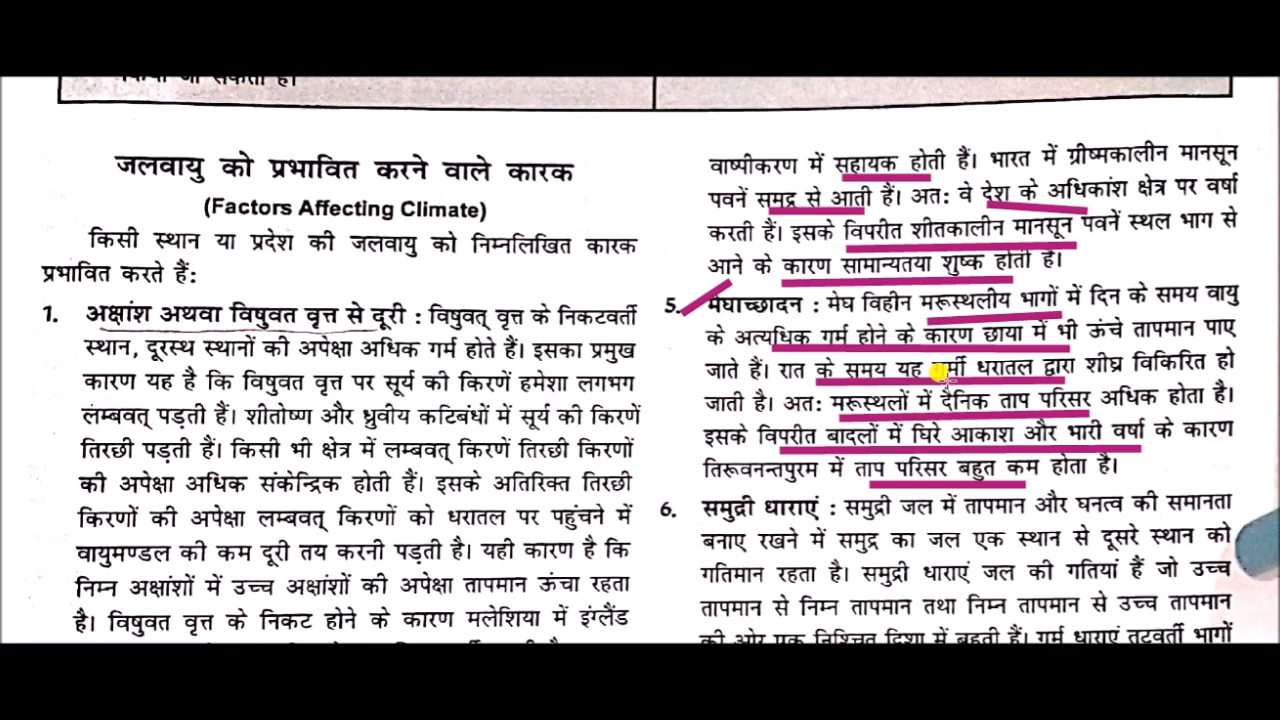 जलवायु को प्रभावित करने वाले कारक
(Factors Affecting Climate)
किसी स्थान या प्रदेश की जलवायु को निम्नलिखित कारक
प्रभावित करते हैं:
1. अक्षांश अथवा विषुवत वृत्त से दूरी : विषुवत् वृत्त के निकटवर्ती
स्थान, दूरस्थ स्थानों की अपेक्षा अधिक गर्म होते हैं। इसका प्रमुख
कारण यह है कि विषुवत वृत्त पर सूर्य की किरणें हमेशा लगभग
लंम्बवत् पड़ती हैं। शीतोष्ण और ध्रुवीय कटिबंधों में सूर्य की किरणें
तिरछी पड़ती हैं। किसी भी क्षेत्र में लम्बवत् किरणें तिरछी किरणों
की अपेक्षा अधिक संकेन्द्रिक होती हैं। इसके अतिरिक्त तिरछी
किरणों की अपेक्षा लम्बवत् किरणों को धरातल पर पहुंचने में
वायुमण्डल की कम दूरी तय करनी पड़ती है। यही कारण है कि
निम्न अक्षांशों में उच्च अक्षांशों की अपेक्षा तापमान ऊंचा रहता
है। विषुवत वृत्त के निकट होने के कारण मलेशिया में इंग्लैंड
वाष्पीकरण में सहायक होती हैं। भारत में ग्रीष्मकालीन मानसून
पवनें समुद्र से आती हैं। अत: वे देश के अधिकांश क्षेत्र पर वर्षा
करती हैं। इसके विपरीत शीतकालीन मानसून पवनें स्थल भाग से
आने के कारण सामान्यतया शुष्क होती हैं।
5. मेघाच्छादन : मेघ विहीन मरूस्थलीय भागों में दिन के समय वायु
के अत्यधिक गर्म होने के कारण छाया में भी ऊंचे तापमान पाए
जाते हैं। रात के समय यह गर्मी धरातल द्वारा शीघ्र विकिरित हो
जाती है। अत: मरूस्थलों में दैनिक ताप परिसर अधिक होता है।
इसके विपरीत बादलों में घिरे आकाश और भारी वर्षा के कारण
तिरूवनन्तपुरम में ताप परिसर बहुत कम होता है।
6. समुद्री धाराएं : समुद्री जल में तापमान और घनत्व की समानता
बनाए रखने में समुद्र का जल एक स्थान से दूसरे स्थान को
गतिमान रहता है। समुद्री धाराएं जल की गतियां हैं जो उच्च
तापमान से निम्न तापमान तथा निम्न तापमान से उच्च तापमान
की ओर एक निश्चित दिशा में बहती हैं। गर्म धाराएं तटवर्ती भागों